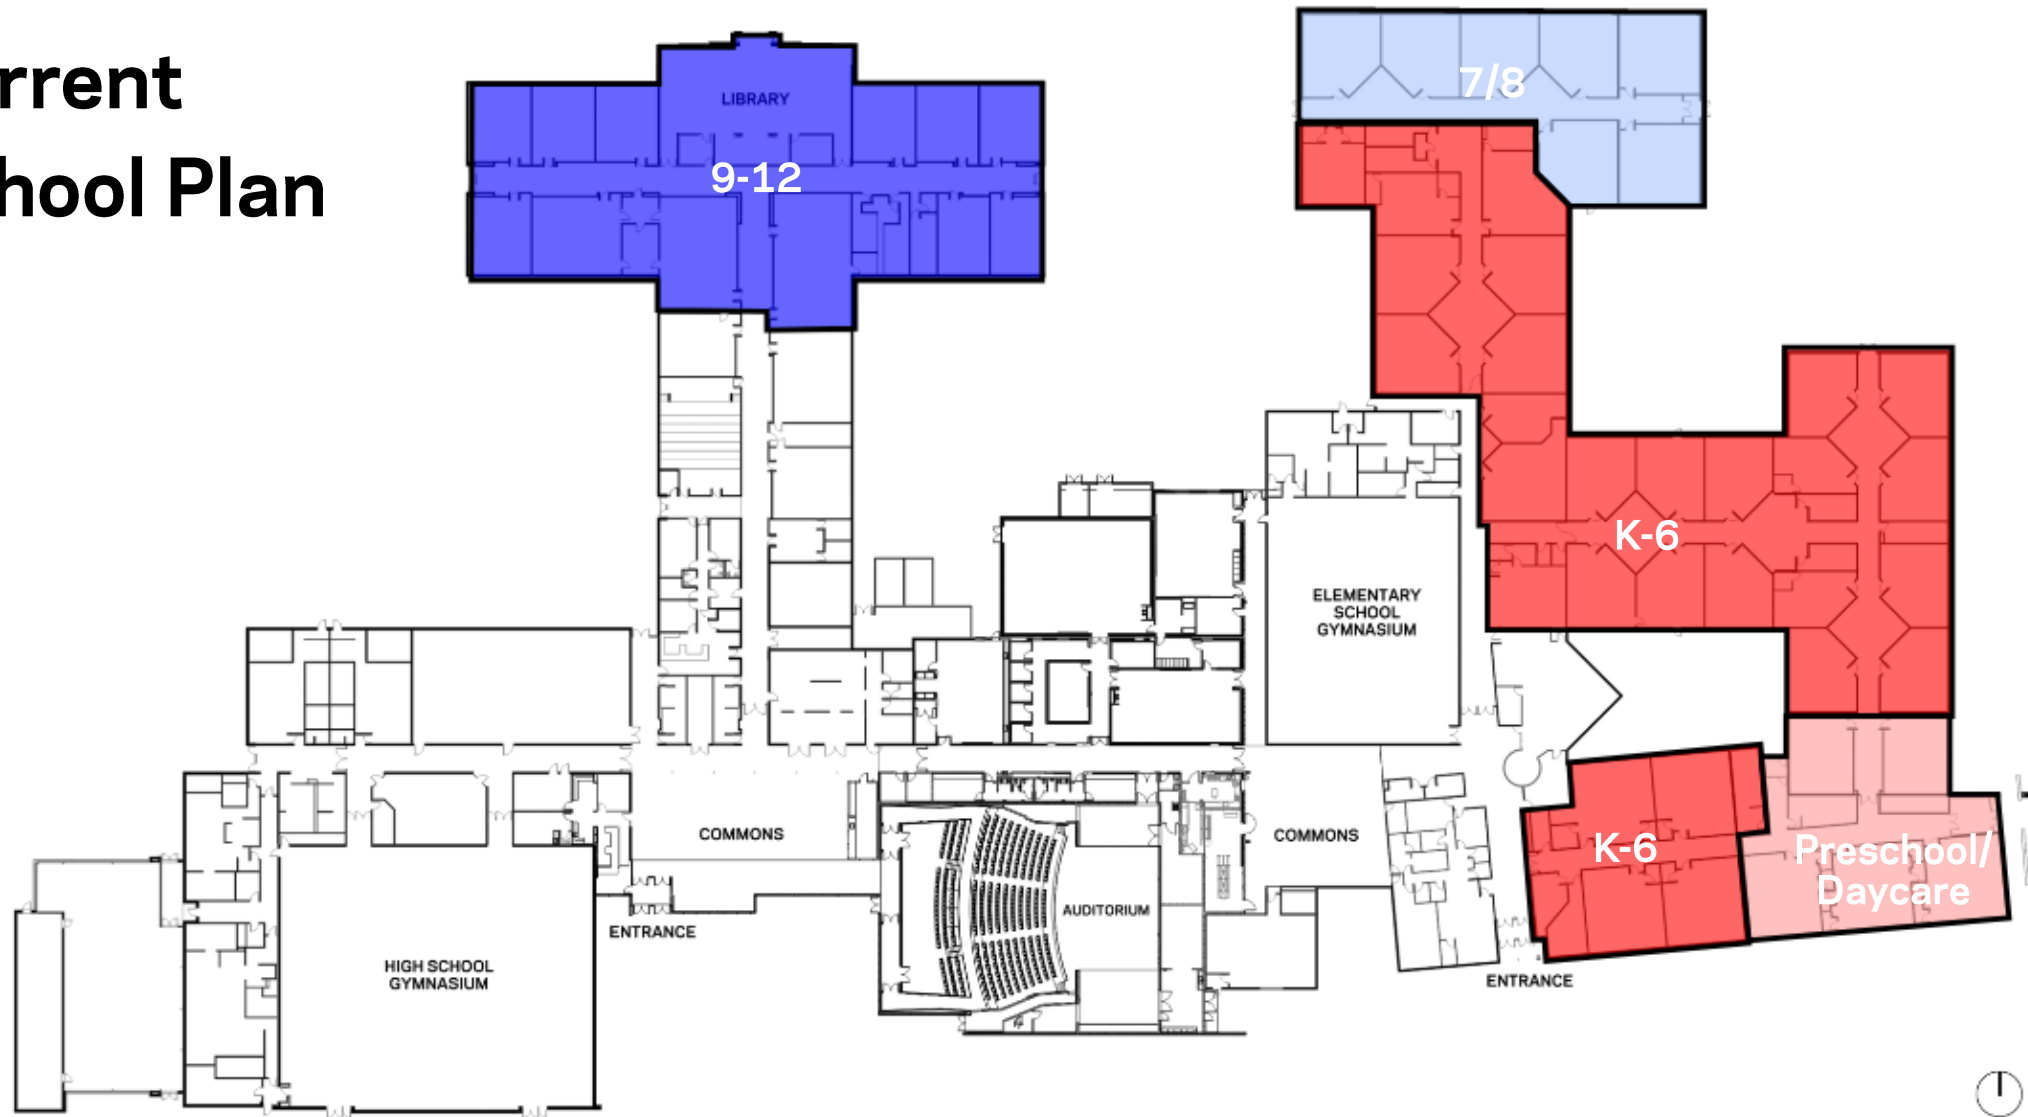 rrent
hool Plan
LIBRARY
9-12
7/8
K-6
ELEMENTARY
SCHOOL
GYMNASIUM
COMMONS
COMMONS
K-6
Preschool/
Daycare
AUDITORIUM
ENTRANCE
HIGH SCHOOL
GYMNASIUM
ENTRANCE